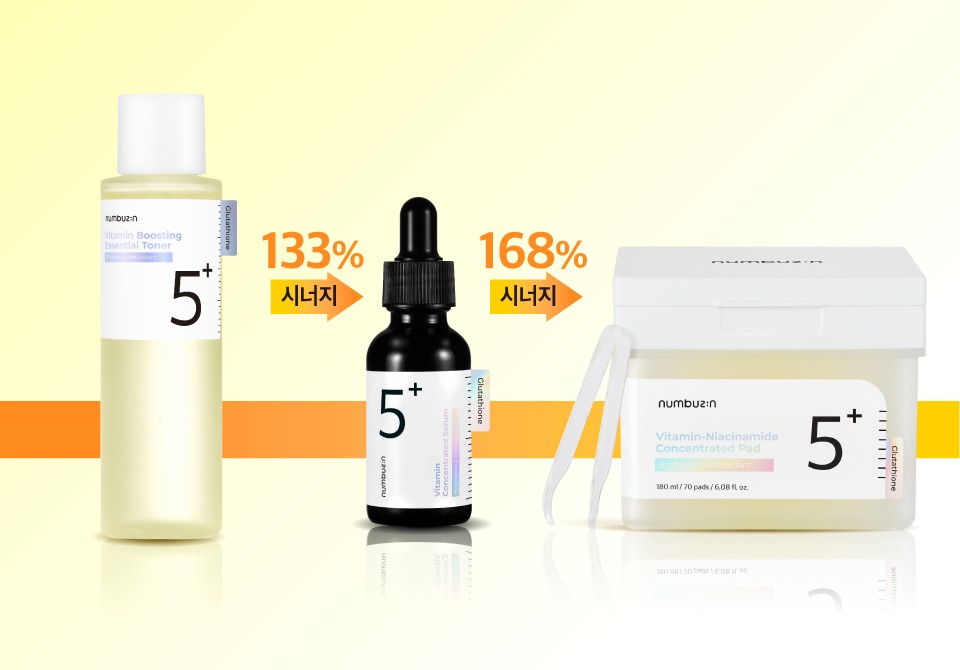 numbuz:n
Vitamin Boosting
Essential Toner
5+
Glutathione
133%
시너지
5+
Glutathione
numbuz:n
Vitamin
Concentrated Serum
168%
시너지
numbuz:n
numbuz:n
Vitamin-Niacinamide
Concentrated Pad
5+
Glutathione
180 ml / 70 pads / 6.08 fl. oz.